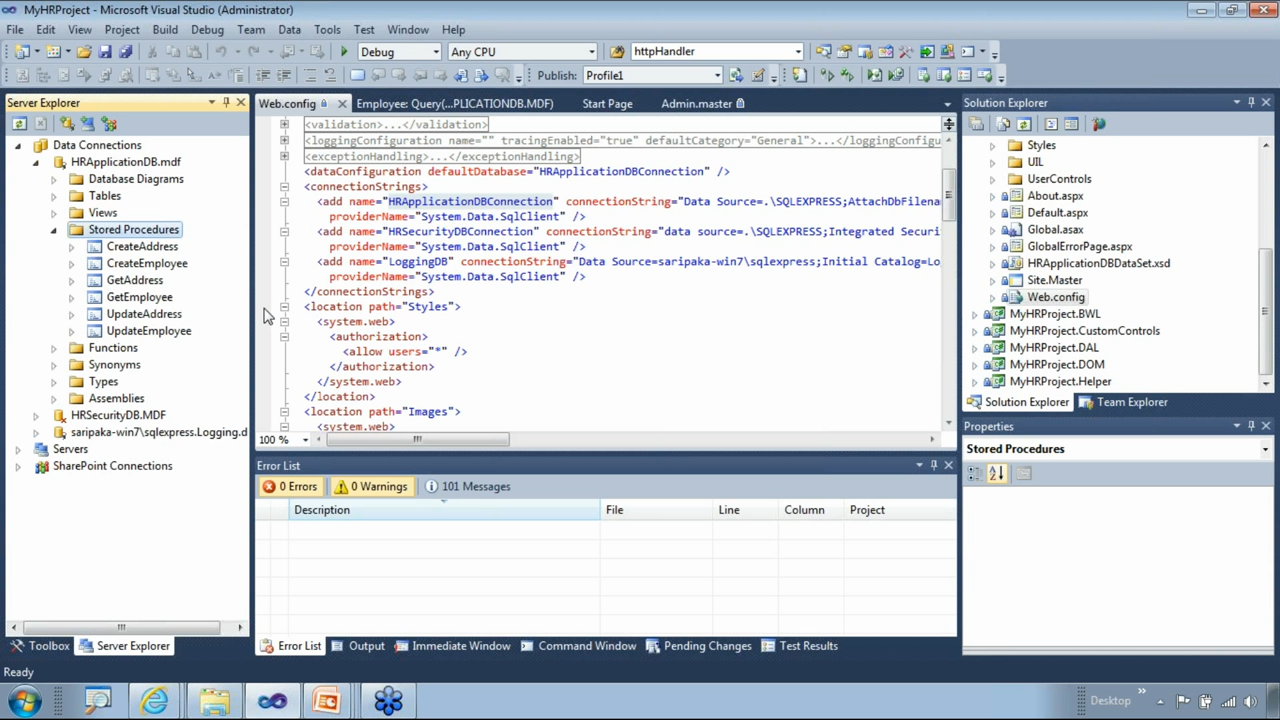 MyHRProject - Microsoft Visual Studio (Administrator)
File Edit View Project Build Debug Team Data Tools Test Window Help
Debug Any CPU httpHandler
Publish: Profile1
Server Explorer
Data Connections
HRApplicationDB.mdf
Database Diagrams
Tables
Views
Stored Procedures
CreateAddress
CreateEmployee
GetAddress
GetEmployee
UpdateAddress
UpdateEmployee
Functions
Synonyms
Types
Assemblies
HRSecurityDB.MDF
saripaka-win7\sqlexpress.Logging.d
Servers
SharePoint Connections
Toolbox Server Explorer
Web.config Employee: Query(...PLICATIONDB.MDF) Start Page Admin.master
<validation>...</validation>
<loggingConfiguration name="" tracingEnabled="true" defaultCategory="General">...</loggingConfigu
<exceptionHandling>...</exceptionHandling>
<dataConfiguration defaultDatabase="HRApplicationDBConnection" />
<connectionStrings>
<add name="HRApplicationDBConnection" connectionString="Data Source=.\SQLEXPRESS;AttachDbFilenam
providerName="System.Data.SqlClient" />
<add name="HRSecurityDBConnection" connectionString="data source=.\SQLEXPRESS;Integrated Securi
providerName="System.Data.SqlClient" />
<add name="LoggingDB" connectionString="Data Source=saripaka-win7\sqlexpress;Initial Catalog=Lo
providerName="System.Data.SqlClient" />
</connectionStrings>
<location path="Styles">
<system.web>
<authorization>
<allow users="*" />
</authorization>
</system.web>
</location>
<location path="Images">
<system.web>
100 %
Error List
0 Errors 0 Warnings 101 Messages
Description File Line Column Project
Error List Output Immediate Window Command Window Pending Changes Test Results
Solution Explorer
Styles
UIL
UserControls
About.aspx
Default.aspx
Global.asax
GlobalErrorPage.aspx
HRApplicationDBDataSet.xsd
Site.Master
Web.config
MyHRProject.BWL
MyHRProject.CustomControls
MyHRProject.DAL
MyHRProject.DOM
MyHRProject.Helper
Solution Explorer Team Explorer
Properties
Stored Procedures
Ready
Desktop